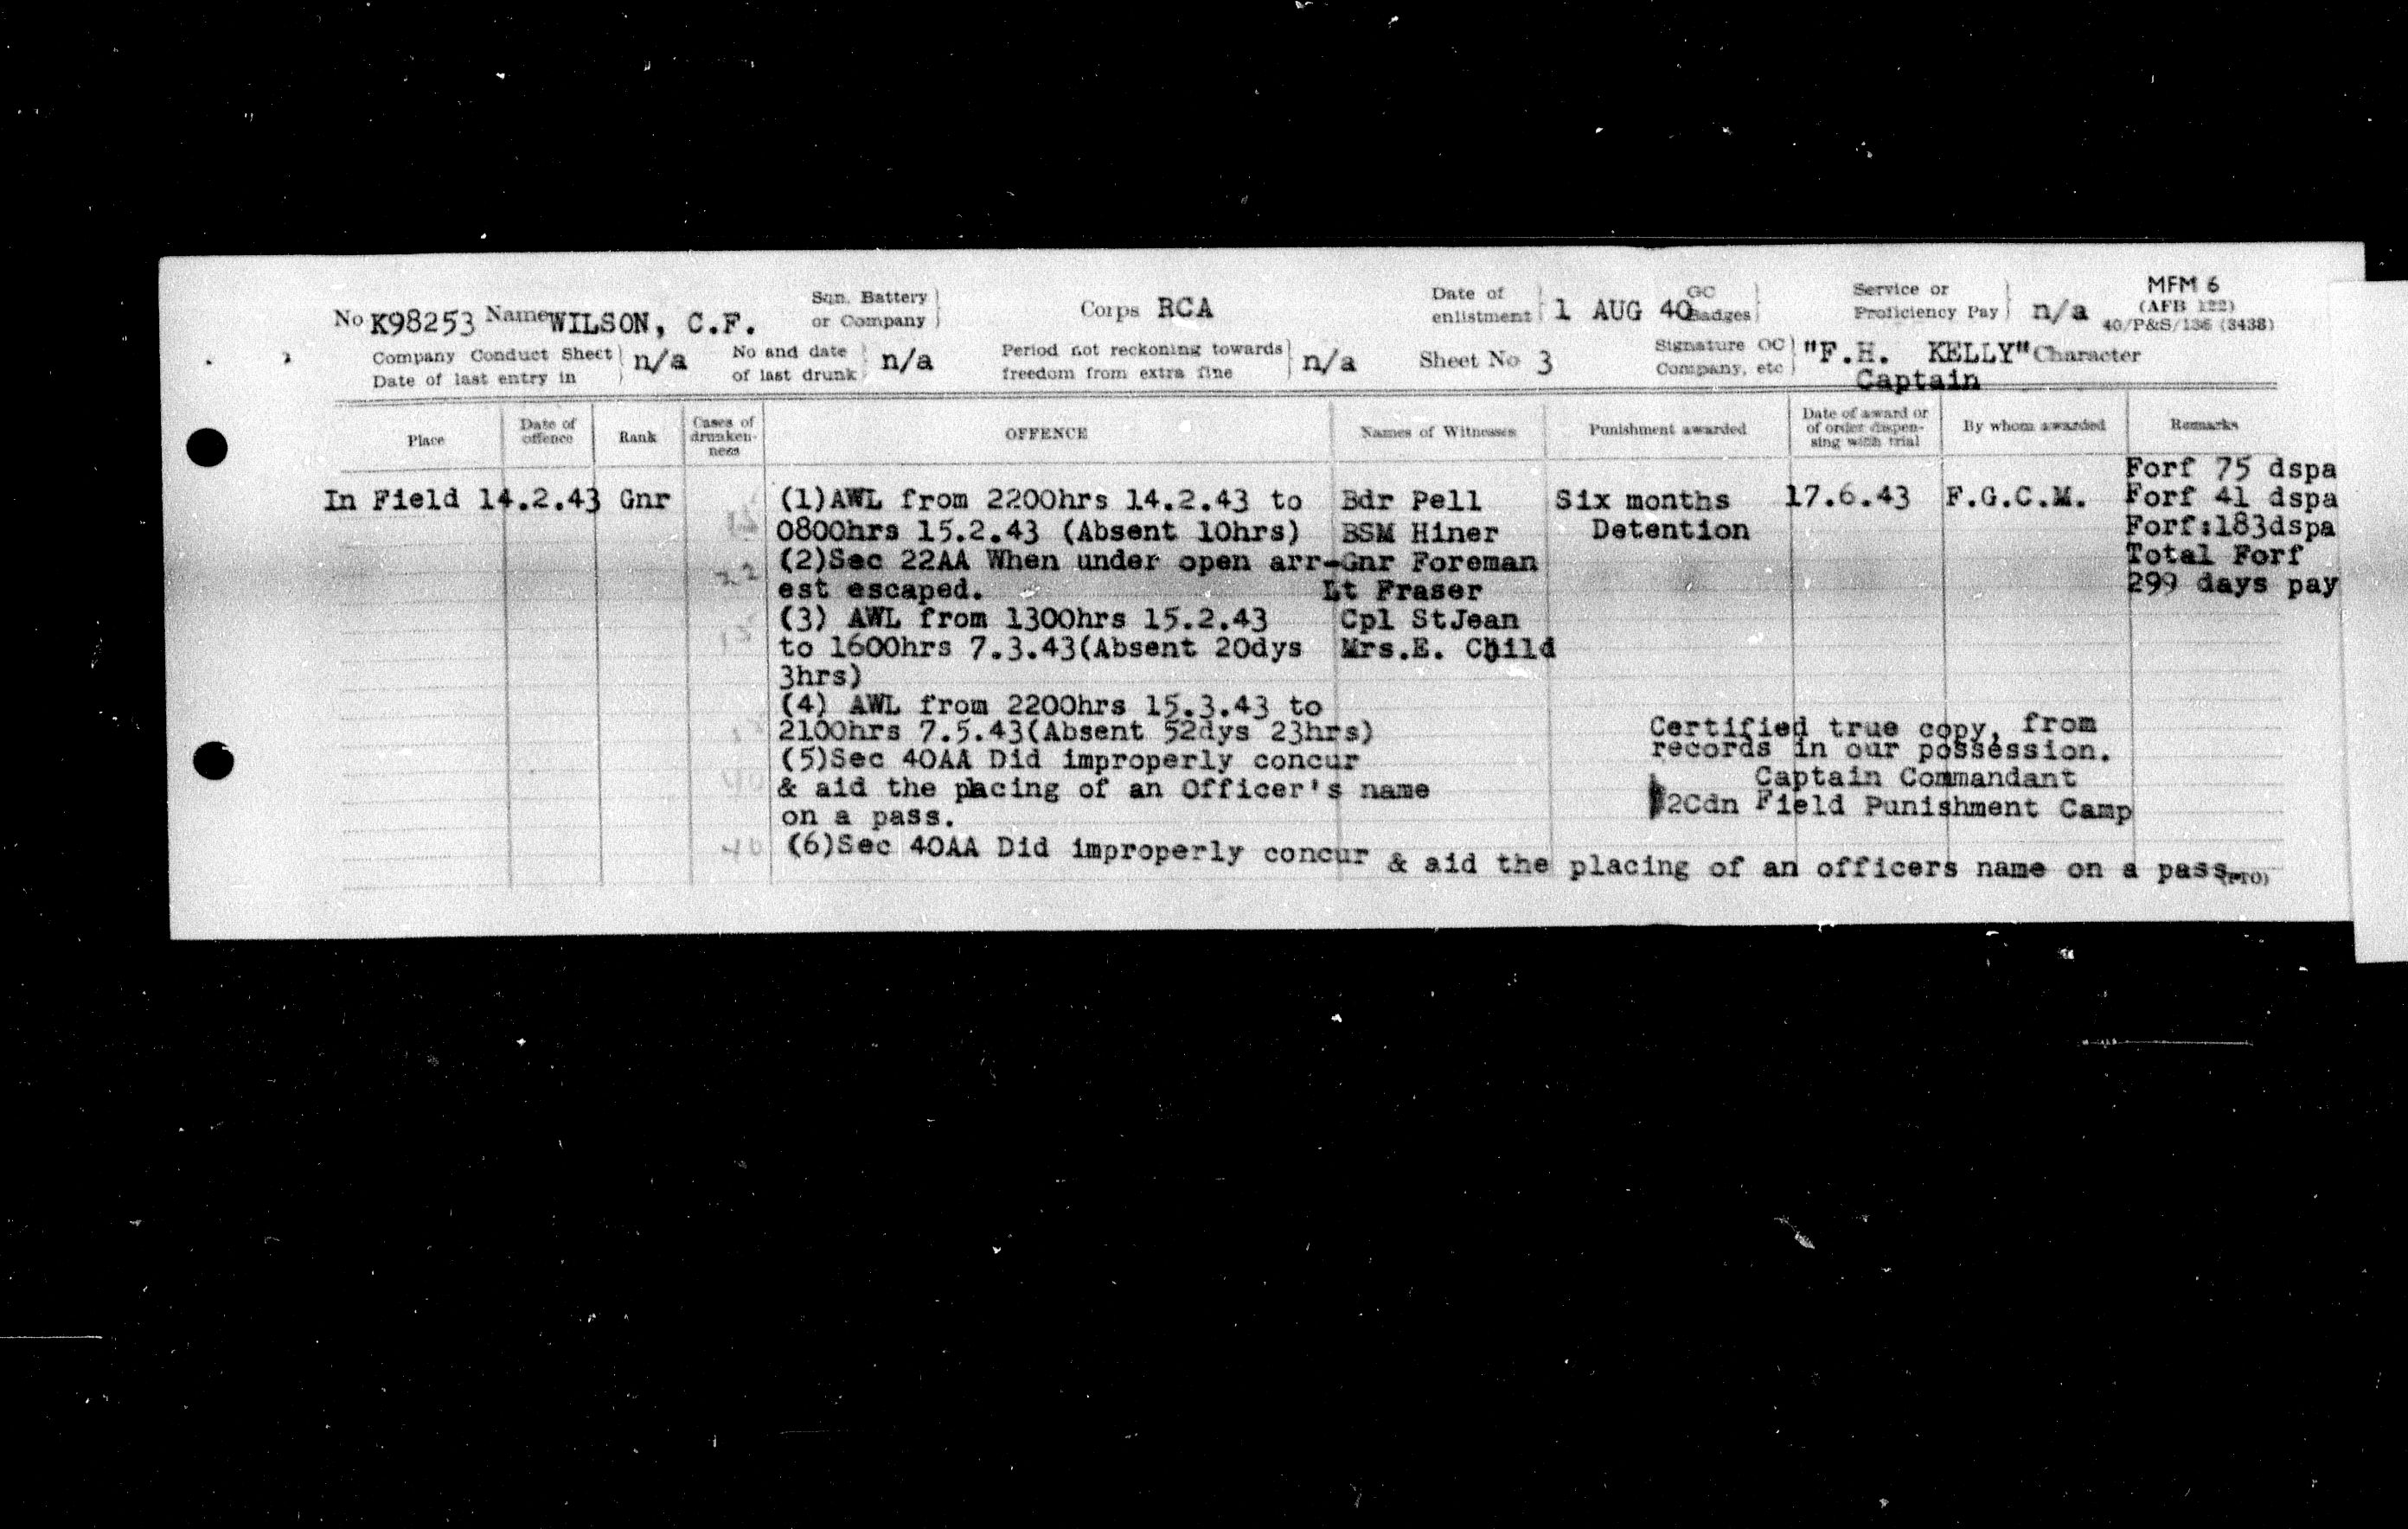 No K98253 Name WILSON, C.F. Sqn. Battery or Company Corps RCA Date of enlistment 1 AUG 40 GC Badges Service or Proficiency Pay n/a MFM 6
(AFB 122)
40/P&S/136 (3438)
Company Conduct Sheet Date of last entry in n/a No and date of last drunk n/a Period not reckoning towards freedom from extra fine n/a Sheet No 3 Signature OC Company, etc "F.H. KELLY" Character
Captain
Place Date of offence Rank Cases of drunken-ness OFFENCE Names of Witnesses Punishment awarded Date of award or of order dispen-sing with trial By whom awarded Remarks
Forf 75 dspa
In Field 14.2.43 Gnr (1)AWL from 2200hrs 14.2.43 to Bdr Pell Six months 17.6.43 F.G.C.M. Forf 41 dspa
0800hrs 15.2.43 (Absent 10hrs) BSM Hiner Detention Forf:183dspa
22 (2)Sec 22AA When under open arr- Gnr Foreman Total Forf
est escaped. Lt Fraser 299 days pay
15 (3) AWL from 1300hrs 15.2.43 Cpl StJean
to 1600hrs 7.3.43(Absent 20dys Mrs.E. Child
3hrs)
(4) AWL from 2200hrs 15.3.43 to
2100hrs 7.5.43(Absent 52dys 23hrs) Certified true copy, from
(5)Sec 40AA Did improperly concur records in our possession.
40 & aid the placing of an Officer's name Captain Commandant
on a pass. 2Cdn Field Punishment Camp
40 (6)Sec 40AA Did improperly concur & aid the placing of an officers name on a pass. (PTO)